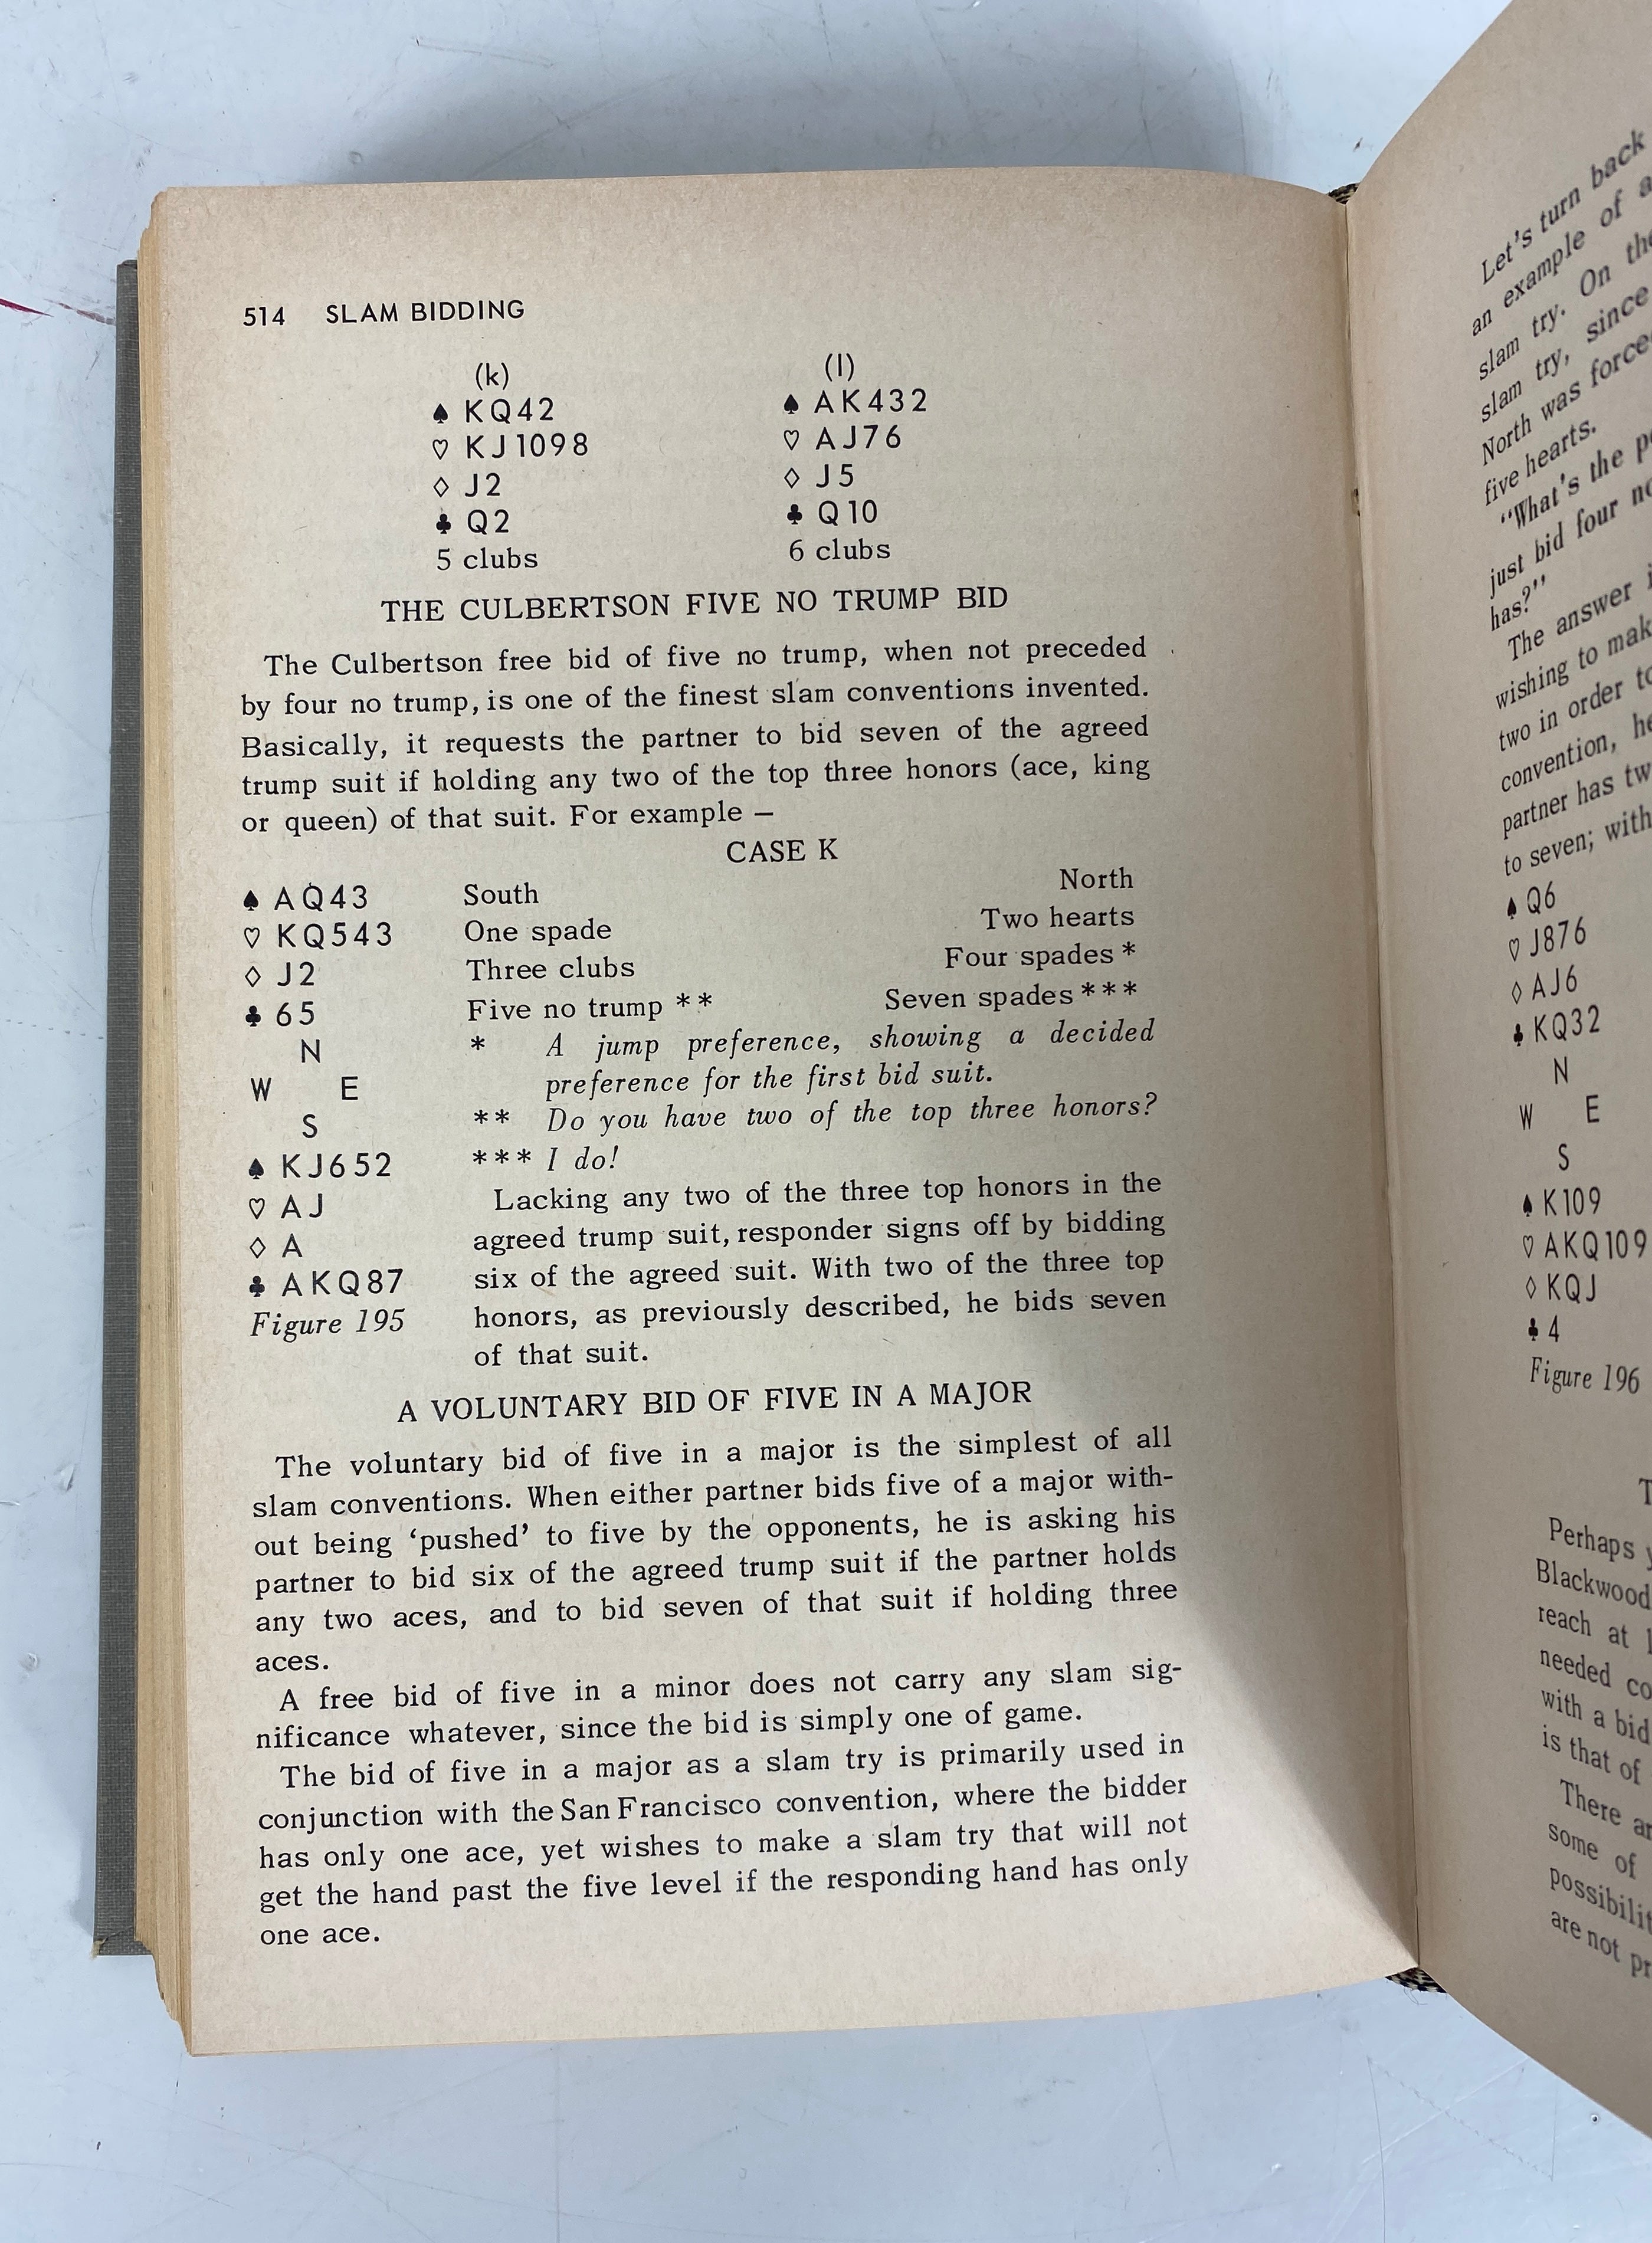 514 SLAM BIDDING
(k) (l)
♠ KQ42 ♠ AK432
♡ KJ1098 ♡ AJ76
♢ J2 ♢ J5
♣ Q2 ♣ Q10
5 clubs 6 clubs
THE CULBERTSON FIVE NO TRUMP BID
The Culbertson free bid of five no trump, when not preceded
by four no trump, is one of the finest slam conventions invented.
Basically, it requests the partner to bid seven of the agreed
trump suit if holding any two of the top three honors (ace, king
or queen) of that suit. For example –
CASE K
♠ AQ43 South North
♡ KQ543 One spade Two hearts
♢ J2 Three clubs Four spades *
♣ 65 Five no trump ** Seven spades ***
N * A jump preference, showing a decided
W E preference for the first bid suit.
S ** Do you have two of the top three honors?
♠ KJ652 *** I do!
♡ AJ Lacking any two of the three top honors in the
♢ A agreed trump suit, responder signs off by bidding
♣ AKQ87 six of the agreed suit. With two of the three top
Figure 195 honors, as previously described, he bids seven
of that suit.
A VOLUNTARY BID OF FIVE IN A MAJOR
The voluntary bid of five in a major is the simplest of all
slam conventions. When either partner bids five of a major with-
out being ‘pushed’ to five by the opponents, he is asking his
partner to bid six of the agreed trump suit if the partner holds
any two aces, and to bid seven of that suit if holding three
aces.
A free bid of five in a minor does not carry any slam sig-
nificance whatever, since the bid is simply one of game.
The bid of five in a major as a slam try is primarily used in
conjunction with the San Francisco convention, where the bidder
has only one ace, yet wishes to make a slam try that will not
get the hand past the five level if the responding hand has only
one ace.
Let’s turn back
an example of
slam try. On
slam try, since
North was
five hearts.
“What’s the
just bid four
has?”
The answer
wishing to
two in order
convention,
partner has
to seven; with
♠ Q6
♡ J876
♢ AJ6
♣ KQ32
N
W E
S
♠ K109
♡ AKQ109
♢ KQJ
♣ 4
Figure 196
Perhaps
Blackwood
reach at
needed
with a bid
is that of
There
some of
are not